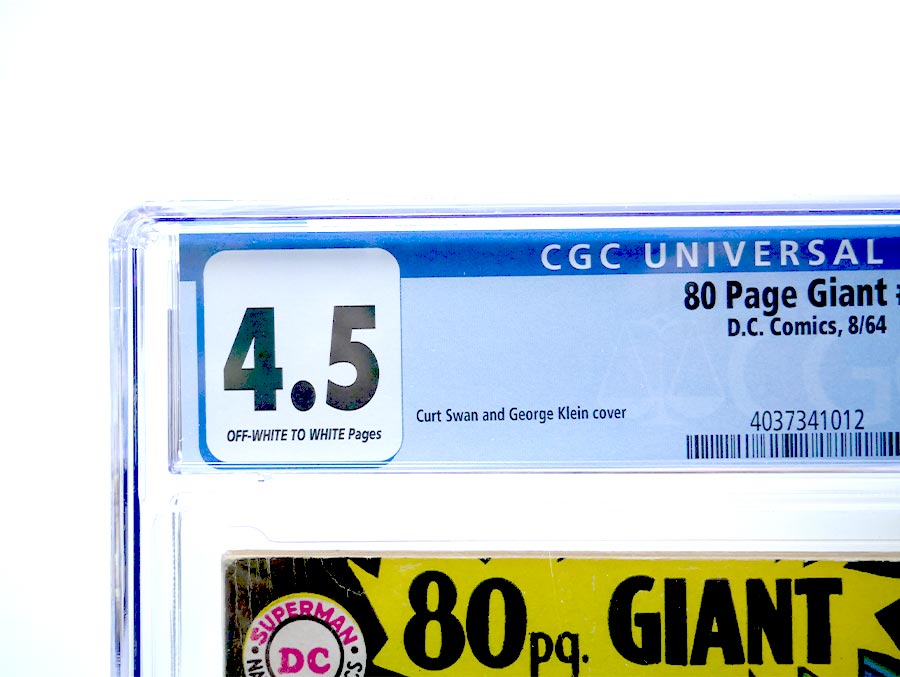 CGC UNIVERSAL
80 Page Giant #
D.C. Comics, 8/64
4.5
OFF-WHITE TO WHITE Pages
Curt Swan and George Klein cover
4037341012
CG
80 pg. GIANT
SUPERMAN
DC